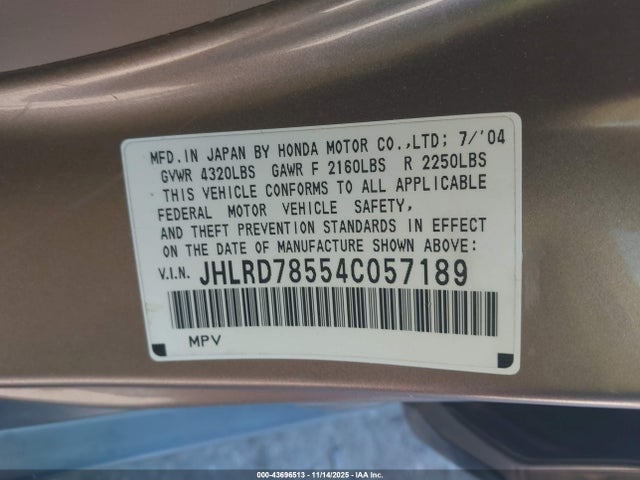 MFD.IN JAPAN BY HONDA MOTOR CO.,LTD; 7/'04
GVWR 4320LBS GAWR F 2160LBS R 2250LBS
THIS VEHICLE CONFORMS TO ALL APPLICABLE
FEDERAL MOTOR VEHICLE SAFETY,
AND THEFT PREVENTION STANDARDS IN EFFECT
ON THE DATE OF MANUFACTURE SHOWN ABOVE:
V.I.N. JHLRD78554C057189
MPV
000-43696513 - 11/14/2025 - IAA Inc.